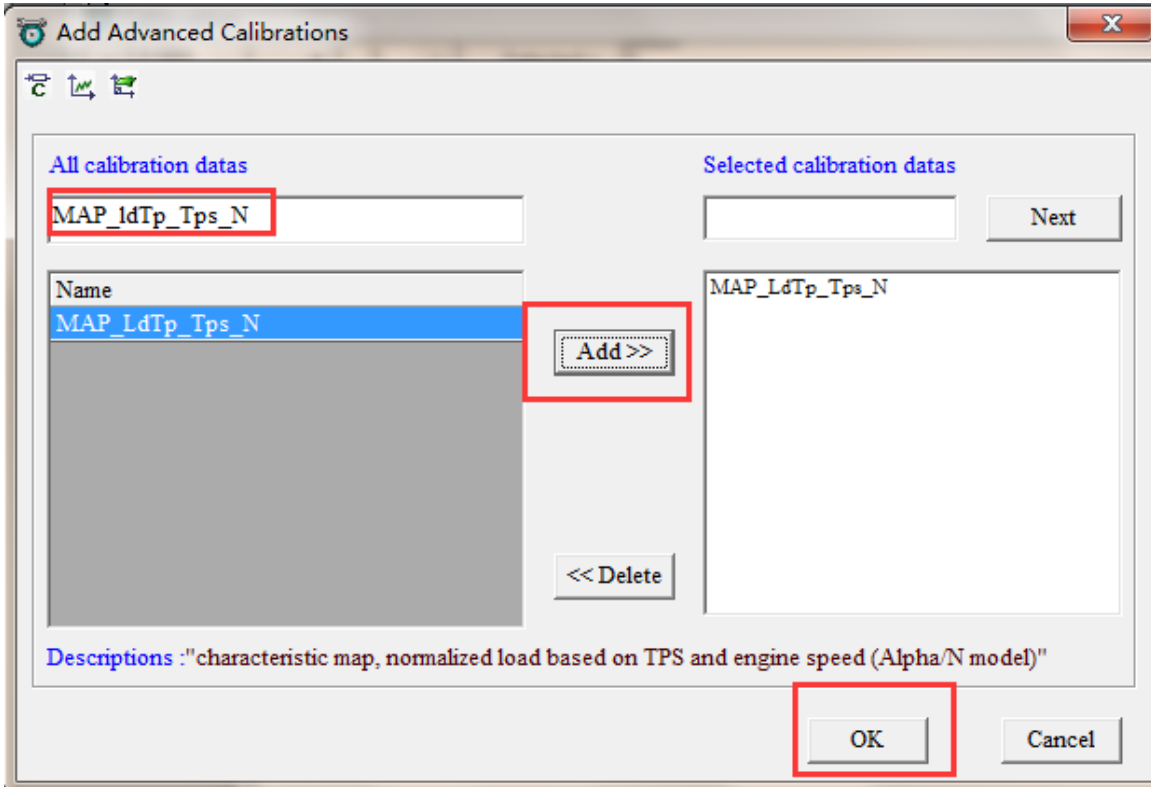 Add Advanced Calibrations
All calibration datas
Selected calibration datas
MAP_ldTp_Tps_N
Next
Name
MAP_LdTp_Tps_N
MAP_LdTp_Tps_N
Add >>
<< Delete
Descriptions :"characteristic map, normalized load based on TPS and engine speed (Alpha/N model)"
OK
Cancel